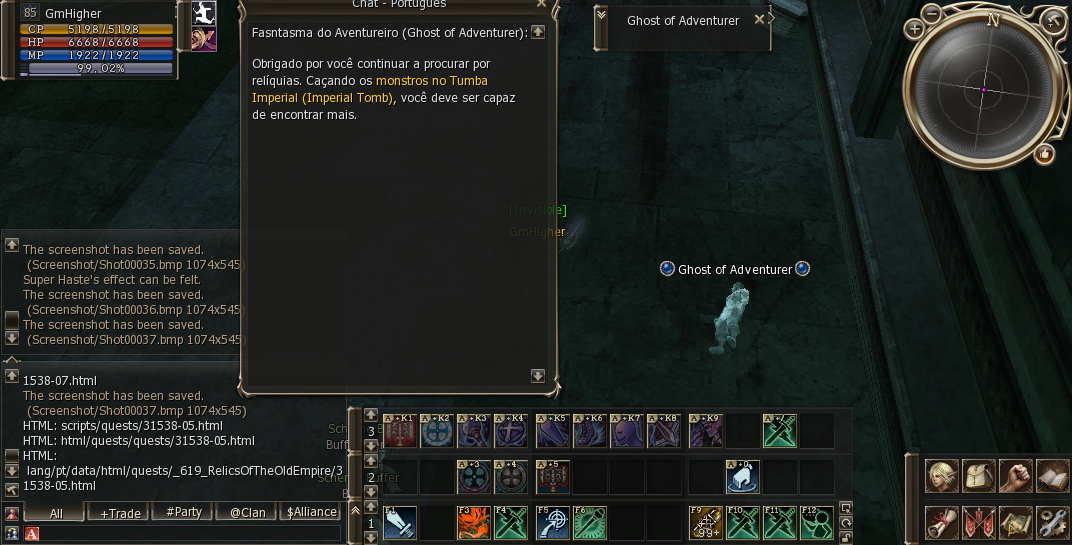 85 GmHigher
CP 5198/5198
HP 6668/6668
MP 1922/1922
99.02%
Chat - Português
Fasntasma do Aventureiro (Ghost of Adventurer):
Obrigado por você continuar a procurar por
relíquias. Caçando os monstros no Tumba
Imperial (Imperial Tomb), você deve ser capaz
de encontrar mais.
Ghost of Adventurer
N
[Invisible]
GmHigher
Ghost of Adventurer
The screenshot has been saved.
(Screenshot/Shot00035.bmp 1074x545)
Super Haste's effect can be felt.
The screenshot has been saved.
(Screenshot/Shot00036.bmp 1074x545)
The screenshot has been saved.
(Screenshot/Shot00037.bmp 1074x545)
1538-07.html
The screenshot has been saved.
(Screenshot/Shot00037.bmp 1074x545)
HTML: scripts/quests/31538-05.html
HTML: html/quests/quests/31538-05.html
HTML:
lang/pt/data/html/quests/_619_RelicsOfTheOldEmpire/3
1538-05.html
All +Trade #Party @Clan $Alliance
A
3 A+K1 A+K2 A+K3 A+K4 A+K5 A+K6 A+K7 A+K8 A+K9
2 A+3 A+4 A+5 A+0
1 F1 F3 F4 F5 F6 F9 99+ F10 F11 F12